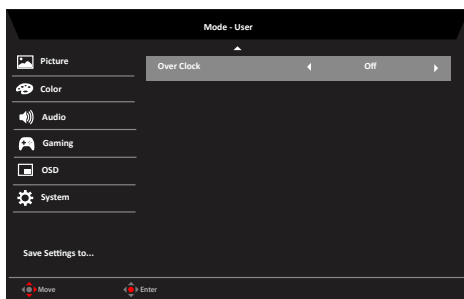 Mode - User
Picture
Over Clock Off
Color
Audio
Gaming
OSD
System
Save Settings to...
Move Enter